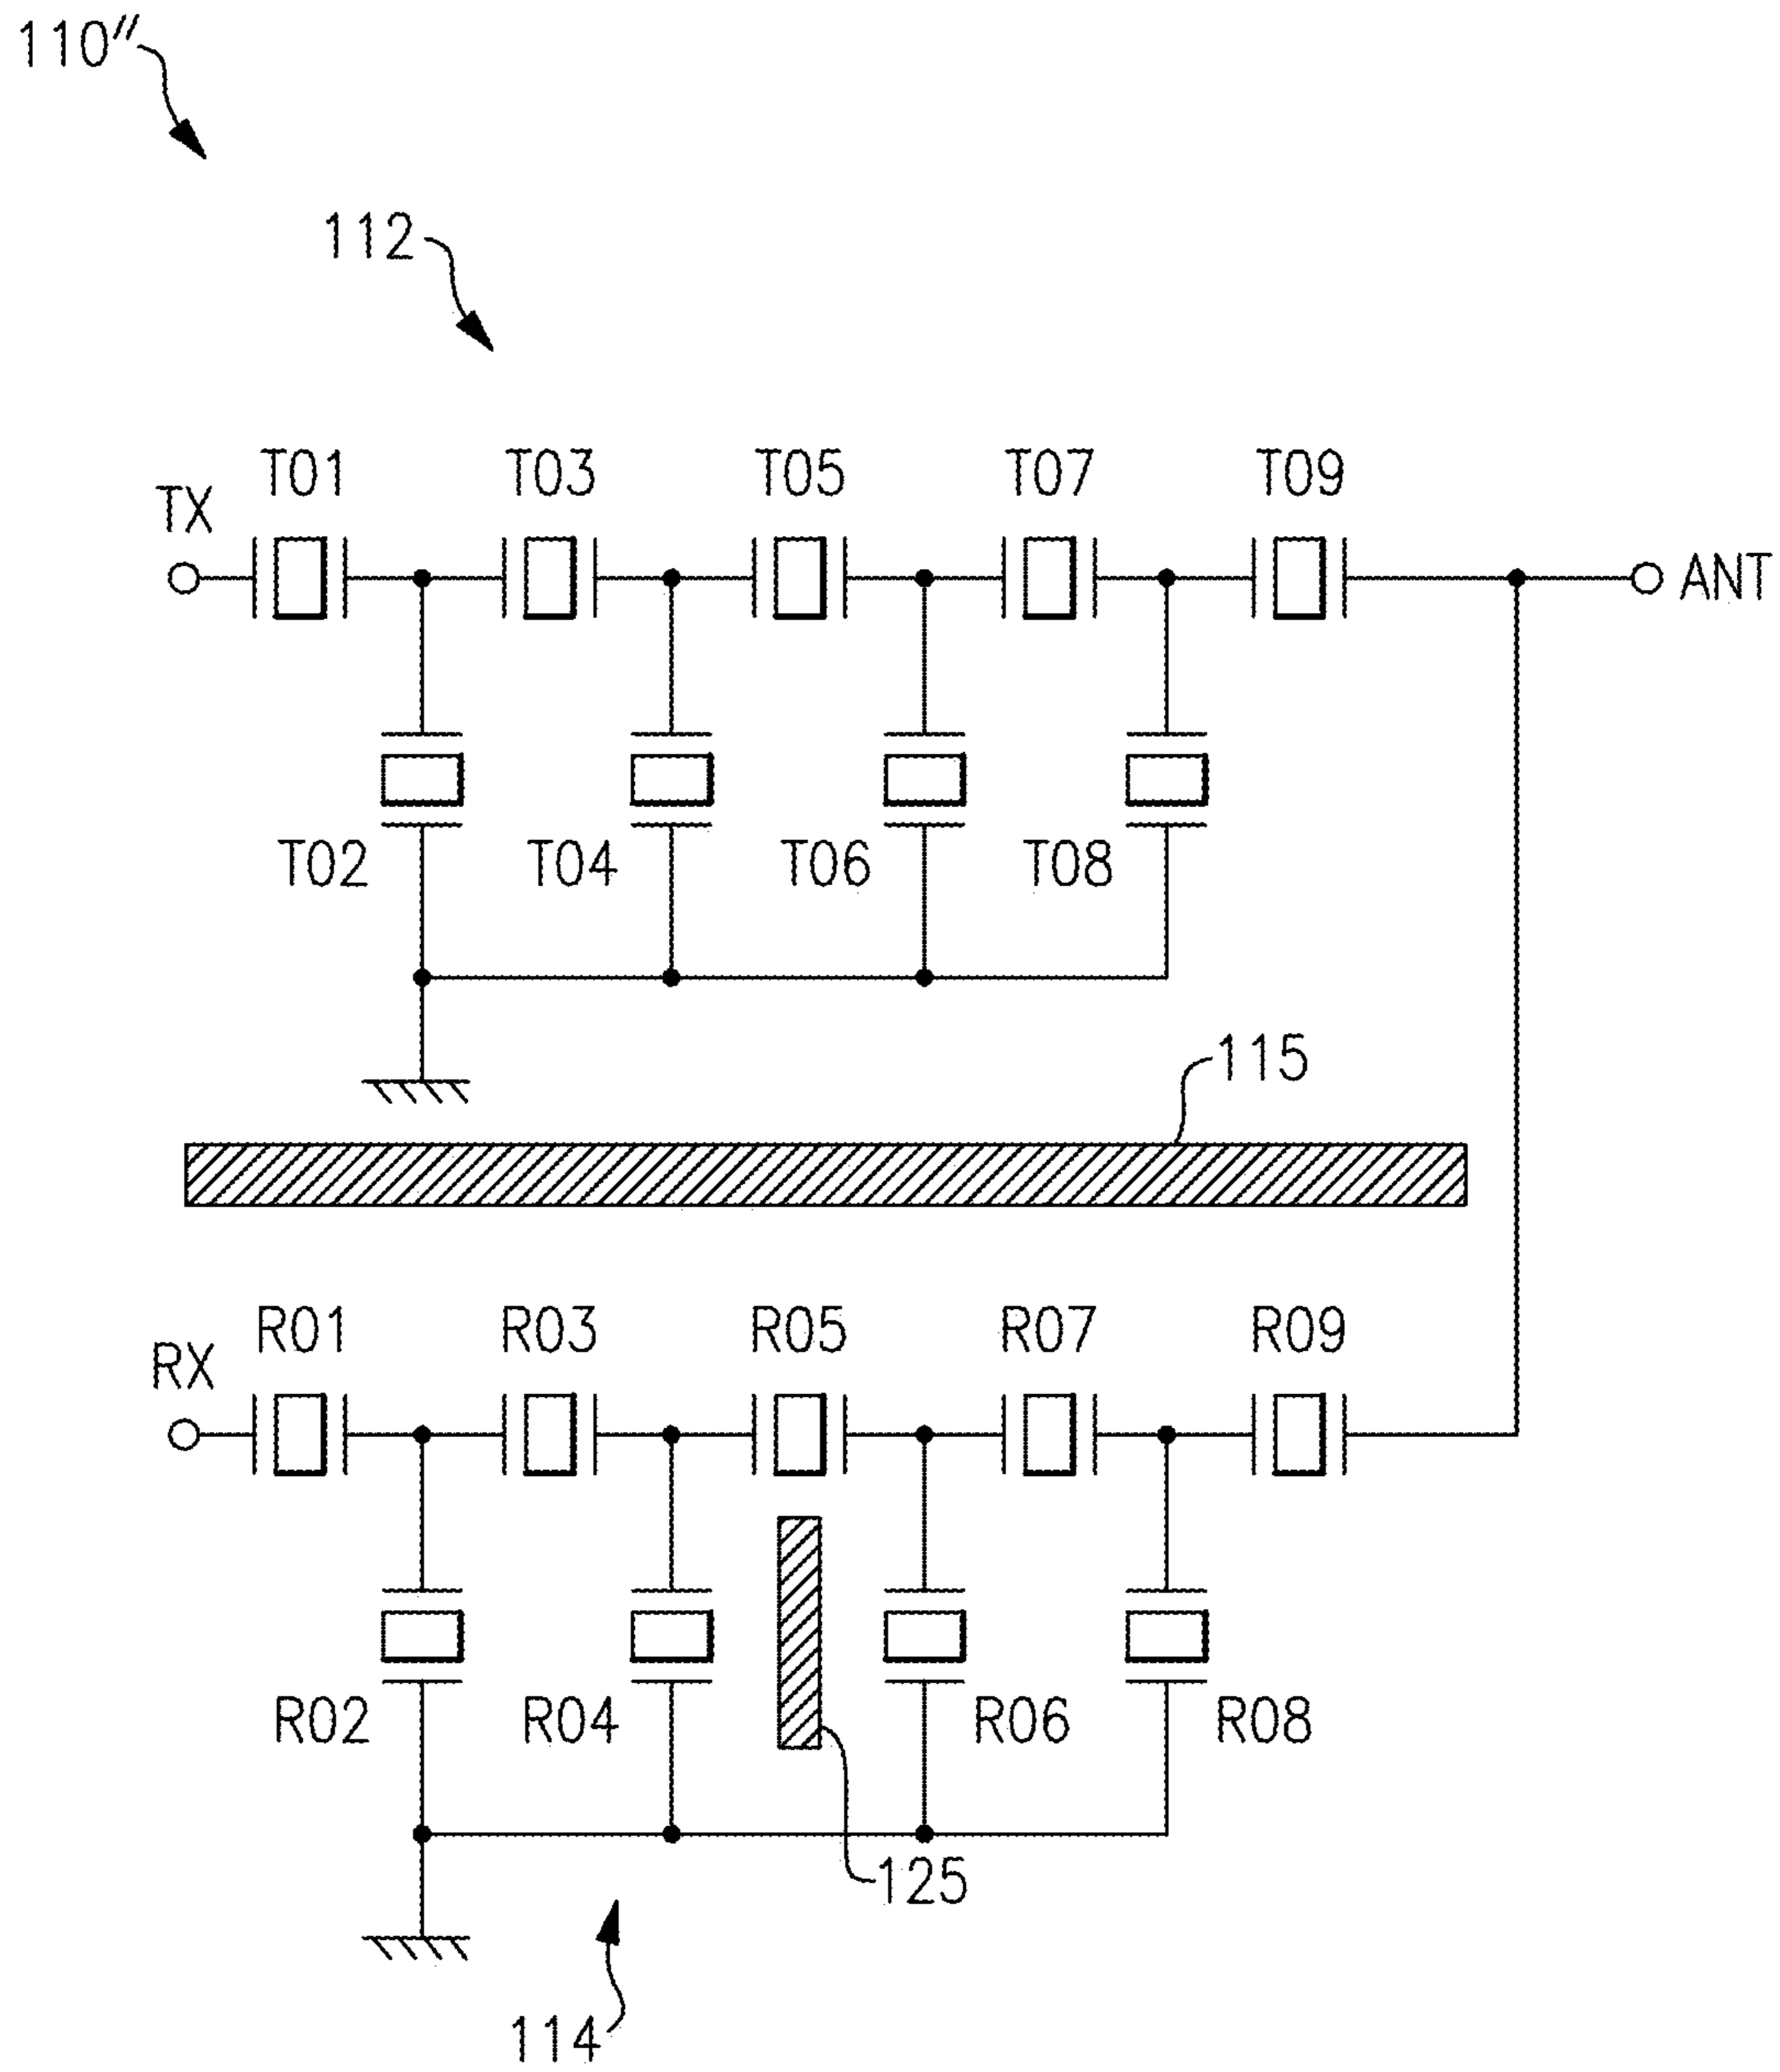 110″
112
T01 T03 T05 T07 T09
TX
ANT
T02 T04 T06 T08
115
R01 R03 R05 R07 R09
RX
R02 R04 R06 R08
125
114